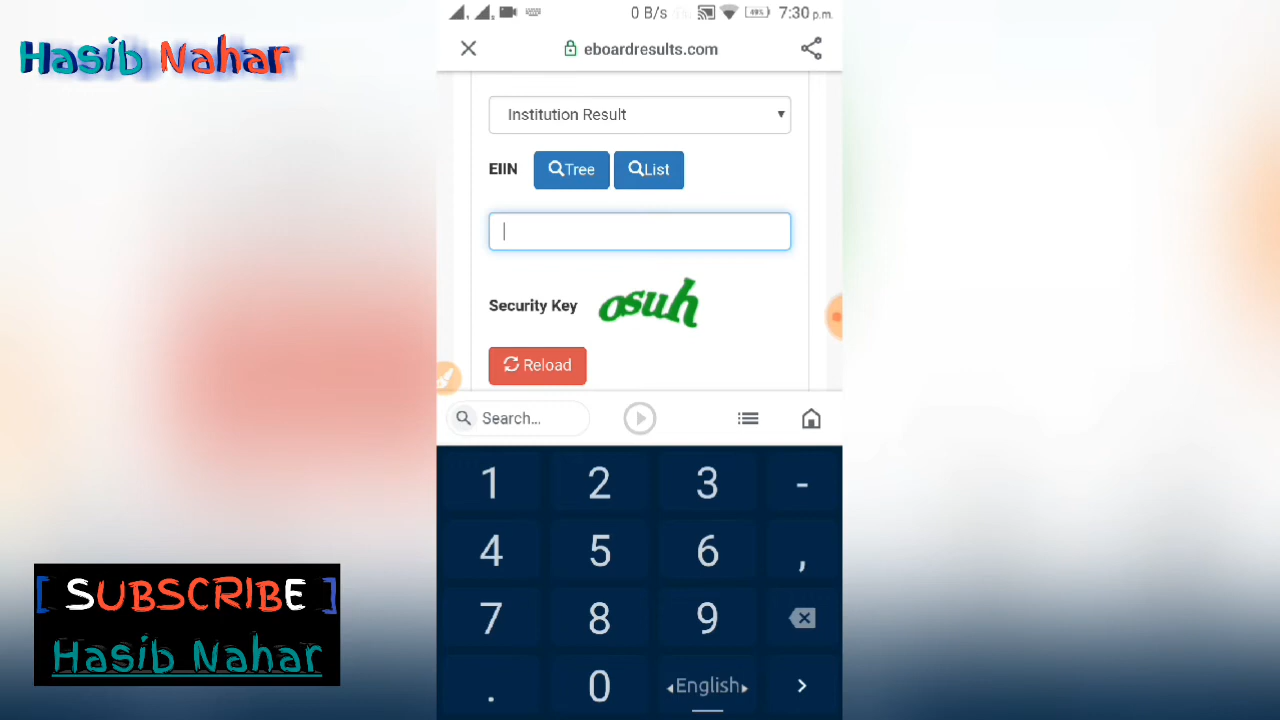 0 B/s 49% 7:30 p.m.
Hasib Nahar
eboardresults.com
Institution Result
EIIN Tree List
Security Key osuh
Reload
Search...
1 2 3 -
4 5 6 ,
7 8 9
. 0 English
[ SUBSCRIBE ]
Hasib Nahar